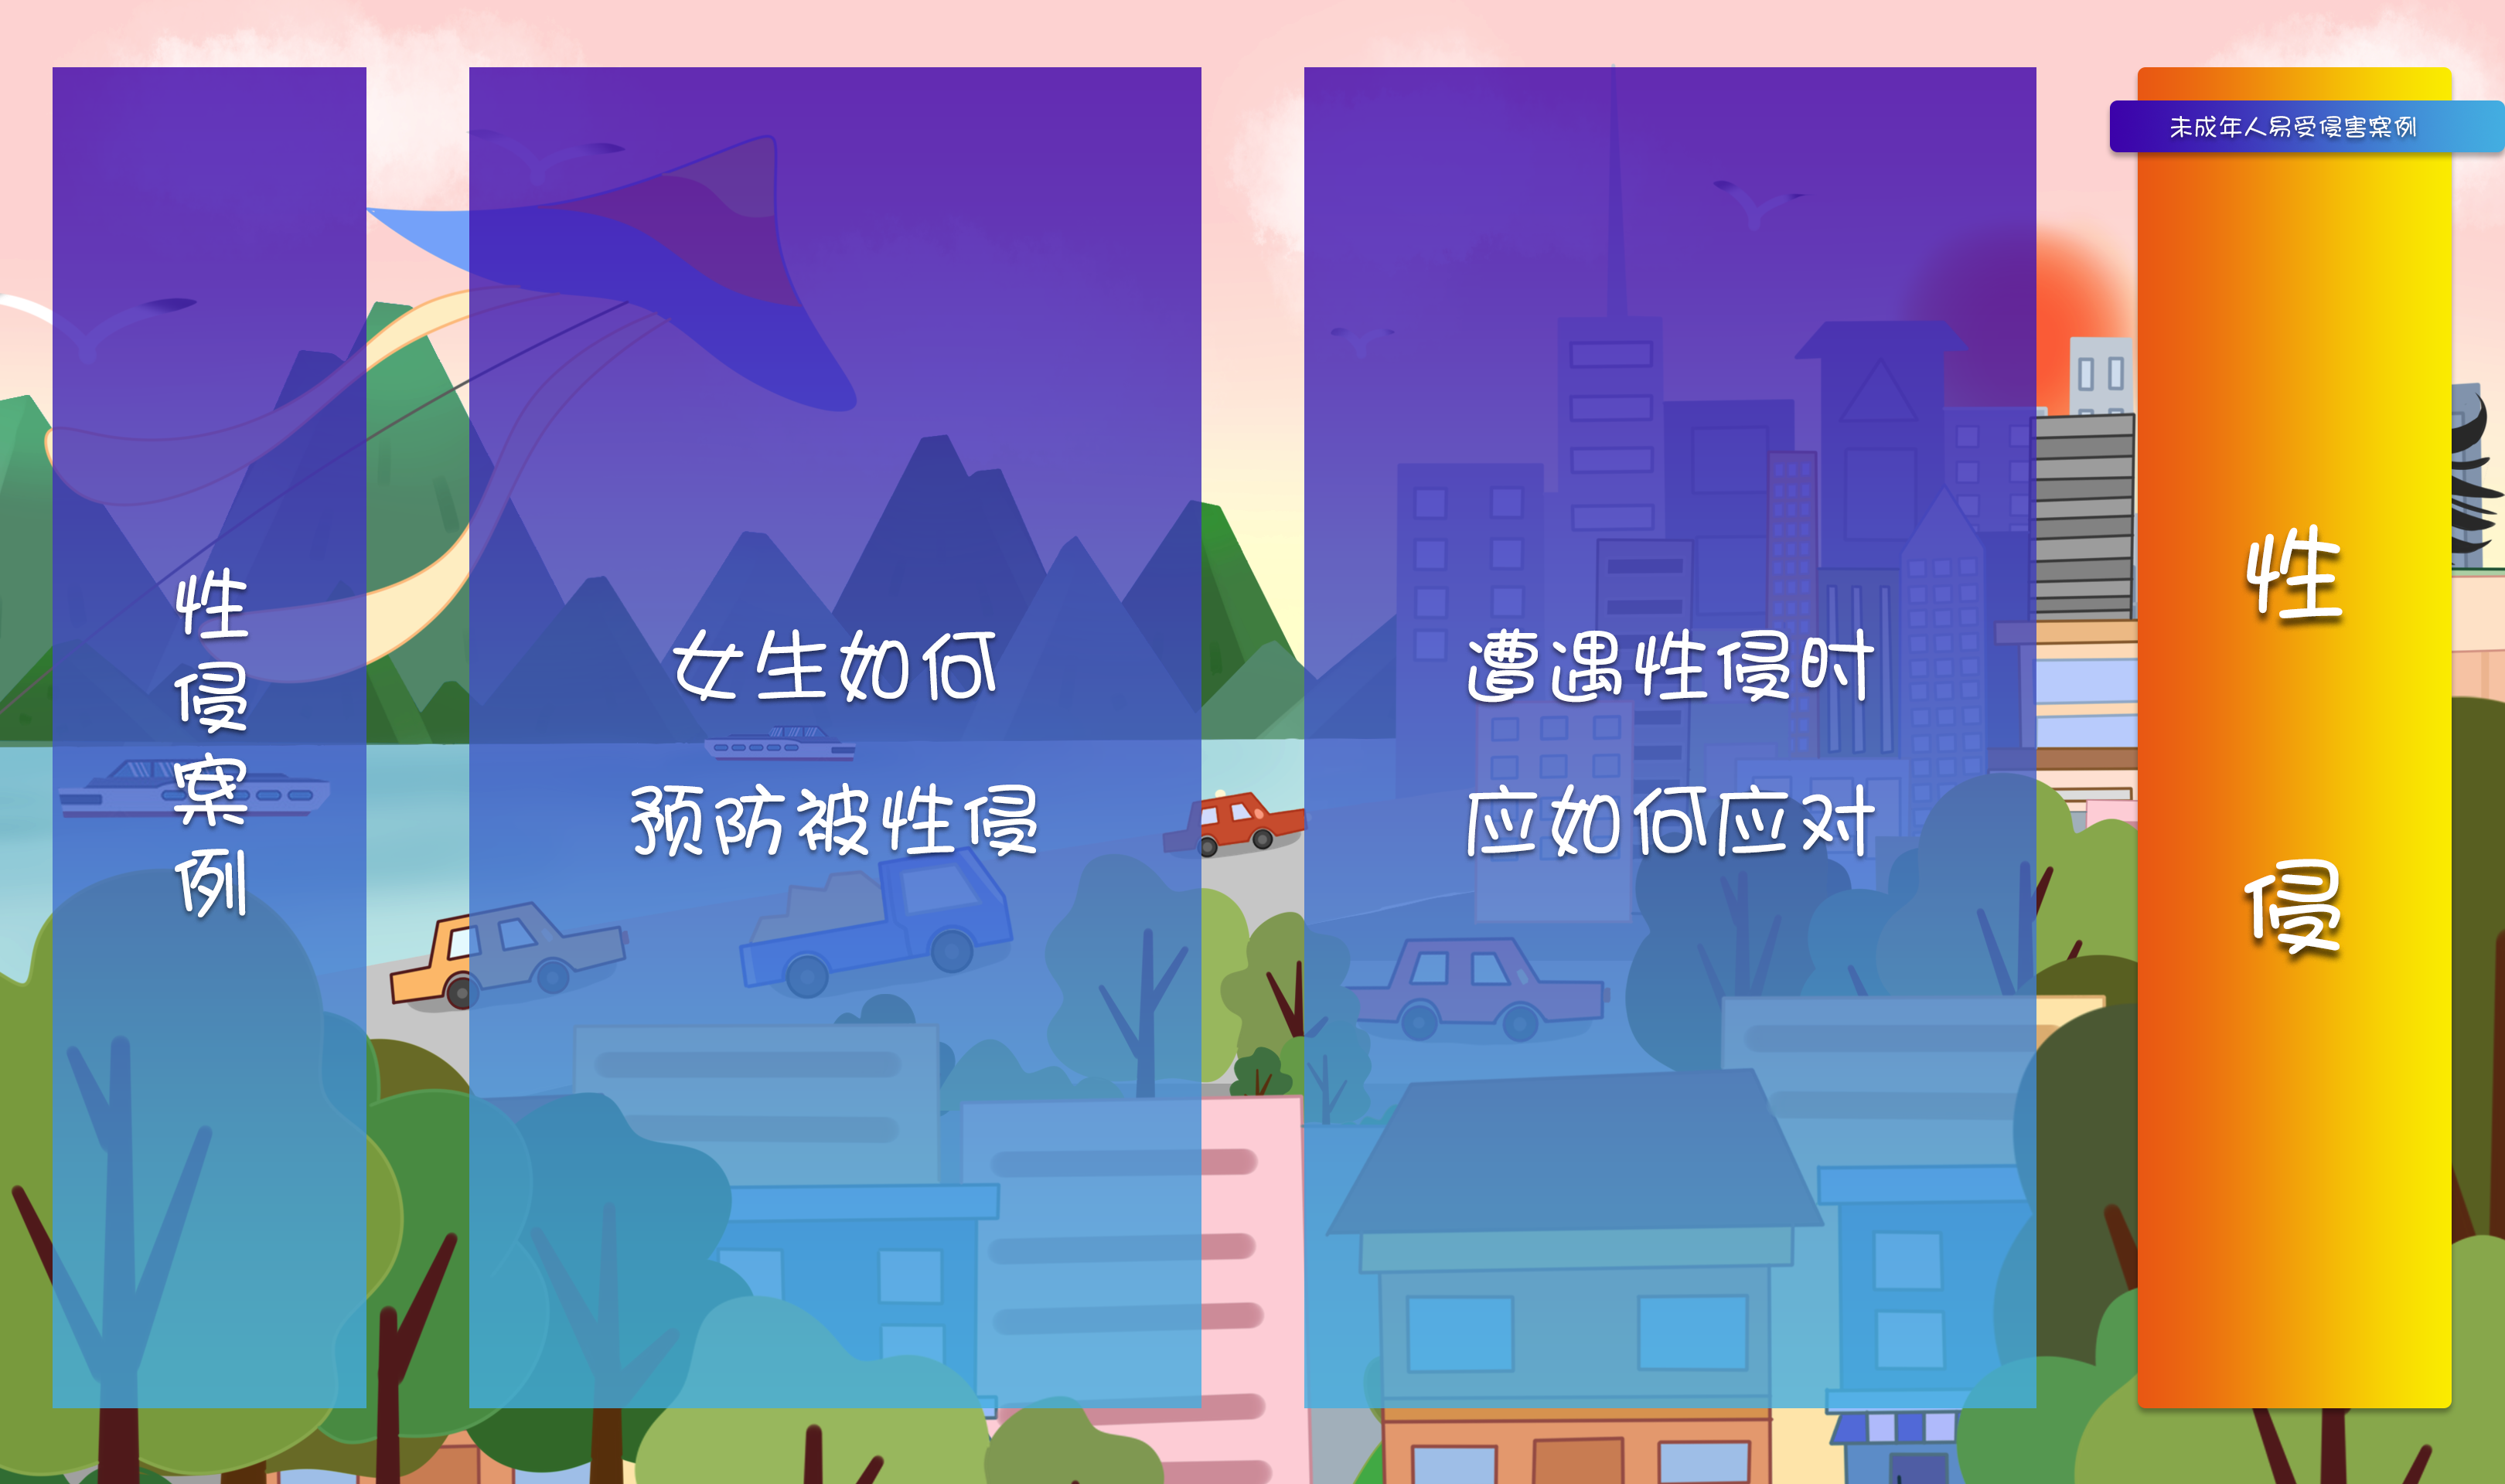 未成年人易受侵害案例
性侵
性侵案例
女生如何
预防被性侵
遭遇性侵时
应如何应对